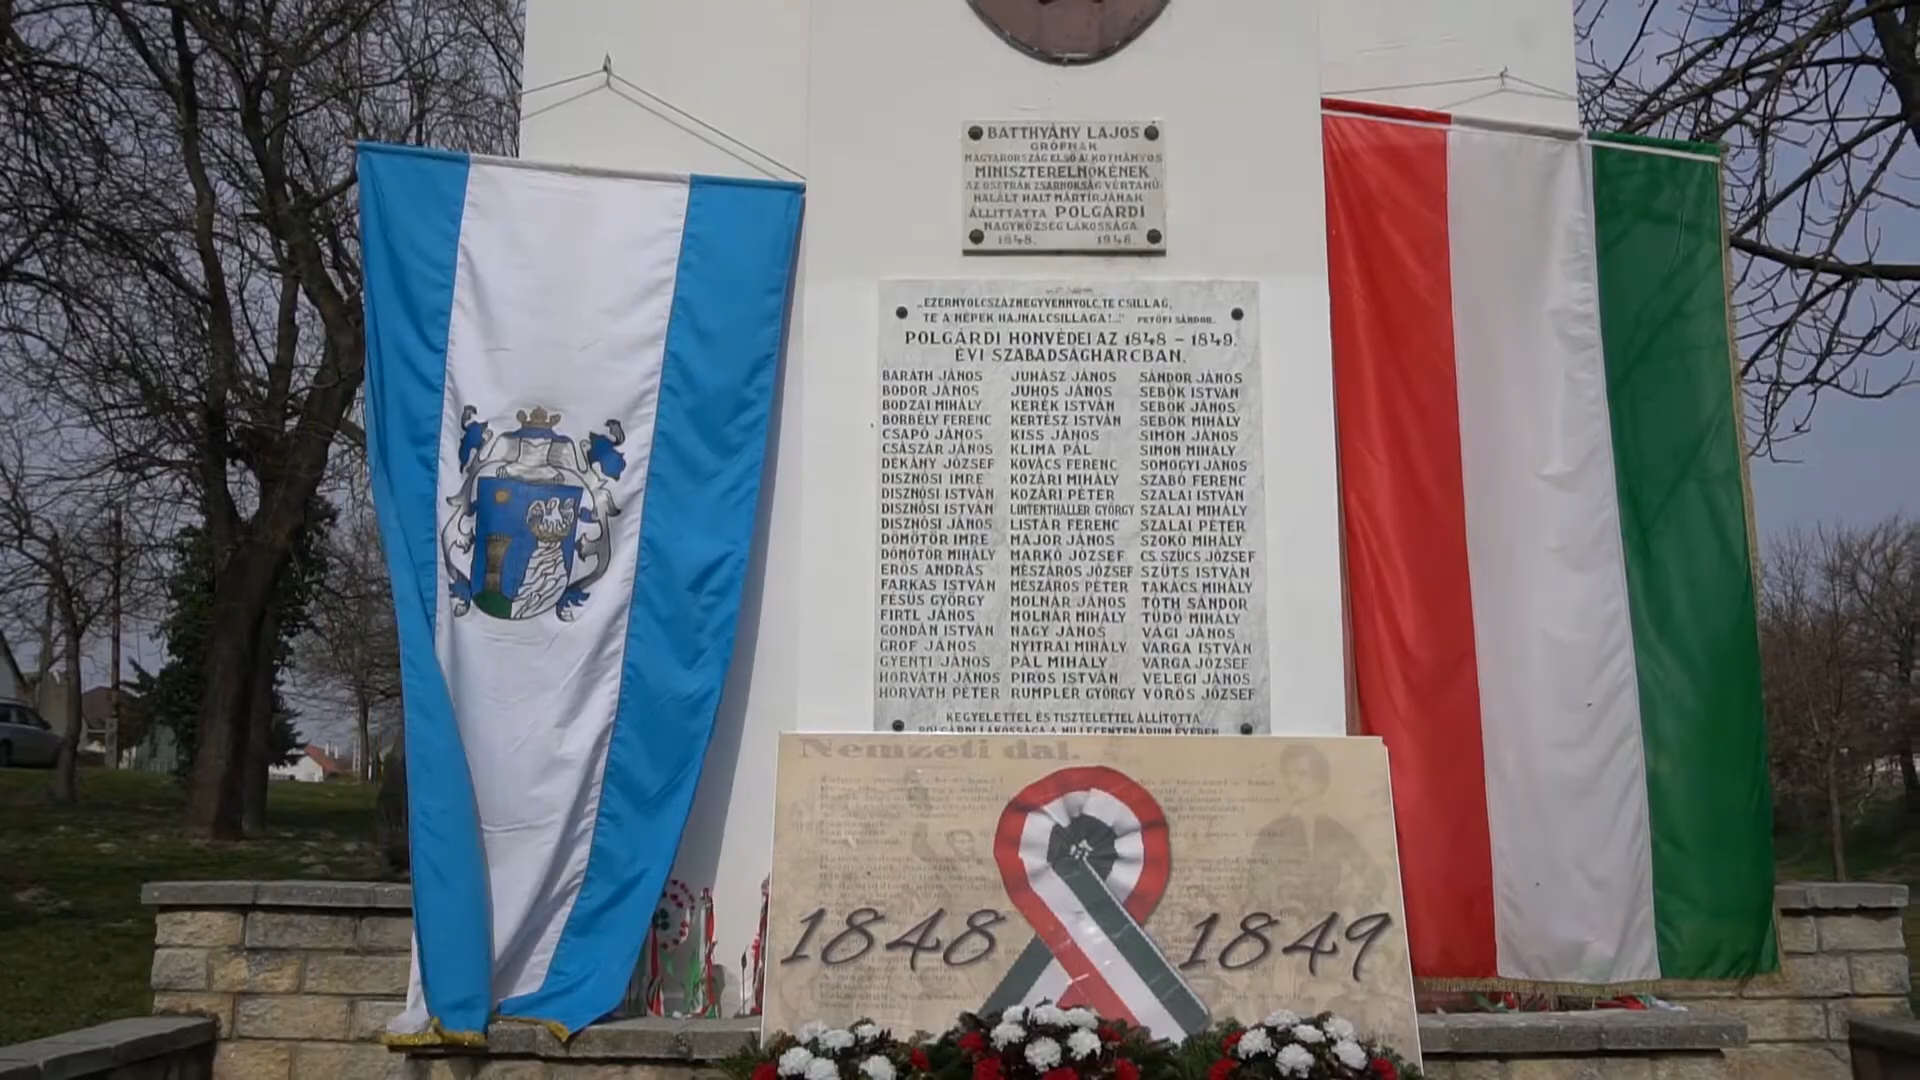 BATTHYÁNY LAJOS
GRÓFNAK
MAGYARORSZÁG ELSŐ ALKOTMÁNYOS
MINISZTERELNÖKÉNEK
AZ OSZTRÁK ZSARNOKSÁG VÉRTANÚ-
HALÁLT HALT MÁRTÍRJÁNAK
ÁLLÍTTATTA POLGÁRDI
NAGYKÖZSÉG LAKOSSÁGA
1848. 1948.
„EZERNYOLCSZÁZNEGYVENNYOLC, TE CSILLAG,
TE A NÉPEK HAJNALCSILLAGA!..." PETŐFI SÁNDOR.
POLGÁRDI HONVÉDEI AZ 1848 - 1849.
ÉVI SZABADSÁGHARCBAN.
BARÁTH JÁNOS JUHÁSZ JÁNOS SÁNDOR JÁNOS
BODOR JÁNOS JUHOS JÁNOS SEBŐK ISTVÁN
BODZAI MIHÁLY KERÉK ISTVÁN SEBŐK JÁNOS
BORBÉLY FERENC KERTÉSZ ISTVÁN SEBŐK MIHÁLY
CSAPÓ JÁNOS KISS JÁNOS SIMON JÁNOS
CSÁSZÁR JÁNOS KLIMA PÁL SIMON MIHÁLY
DÉKÁNY JÓZSEF KOVÁCS FERENC SOMOGYI JÁNOS
DISZNÓSI IMRE KOZÁRI MIHÁLY SZABÓ FERENC
DISZNÓSI ISTVÁN KOZÁRI PÉTER SZALAI ISTVÁN
DISZNÓSI ISTVÁN LINTENTHALLER GYÖRGY SZALAI MIHÁLY
DISZNÓSI JÁNOS LISTÁR FERENC SZALAI PÉTER
DÖMÖTÖR IMRE MAJOR JÁNOS SZOKÓ MIHÁLY
DÖMÖTÖR MIHÁLY MARKÓ JÓZSEF CS. SZŰCS JÓZSEF
ERŐS ANDRÁS MÉSZÁROS JÓZSEF SZÜTS ISTVÁN
FARKAS ISTVÁN MÉSZÁROS PÉTER TAKÁCS MIHÁLY
FÉSŰS GYÖRGY MOLNÁR JÁNOS TÓTH SÁNDOR
FIRTL JÁNOS MOLNÁR MIHÁLY TÜDŐ MIHÁLY
GONDÁN ISTVÁN NAGY JÁNOS VÁGI JÁNOS
GRÓF JÁNOS NYITRAI MIHÁLY VARGA ISTVÁN
GYENTI JÁNOS PÁL MIHÁLY VARGA JÓZSEF
HORVÁTH JÁNOS PIROS ISTVÁN VELEGI JÁNOS
HORVÁTH PÉTER RUMPLER GYÖRGY VÖRÖS JÓZSEF
KEGYELETTEL ÉS TISZTELETTEL ÁLLÍTOTTA
POLGÁRDI LAKOSSÁGA A MILLECENTENÁRIUM ÉVÉBEN
Nemzeti dal.
1848 1849